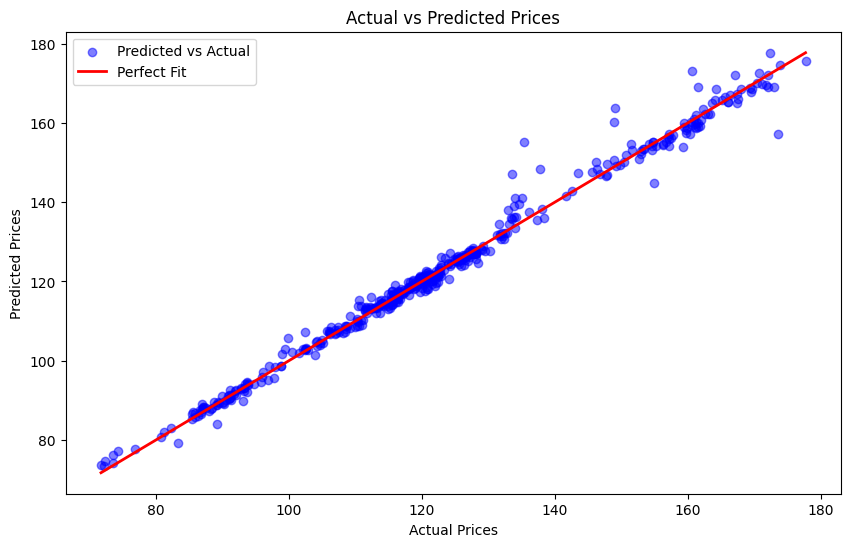 Actual vs Predicted Prices
Predicted vs Actual
Perfect Fit
Predicted Prices
180
160
140
120
100
80
80 100 120 140 160 180
Actual Prices